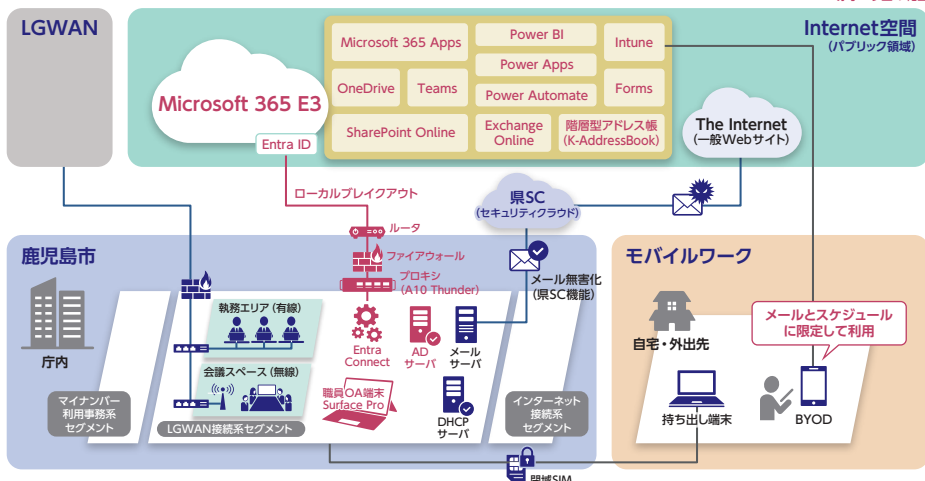 LGWAN
Internet空間
(パブリック領域)
Microsoft 365 E3
Entra ID
Microsoft 365 Apps
Power BI
Intune
Power Apps
OneDrive
Teams
Power Automate
Forms
SharePoint Online
Exchange
Online
階層型アドレス帳
(K-AddressBook)
The Internet
(一般Webサイト)
ローカルブレイクアウト
県SC
(セキュリティクラウド)
ルータ
ファイアウォール
プロキシ
(A10 Thunder)
メール無害化
(県SC機能)
鹿児島市
庁内
執務エリア(有線)
会議スペース(無線)
Entra
Connect
AD
サーバ
メール
サーバ
職員OA端末
Surface Pro
DHCP
サーバ
マイナンバー
利用事務系
セグメント
LGWAN接続系セグメント
インターネット
接続系
セグメント
モバイルワーク
自宅・外出先
メールとスケジュール
に限定して利用
持ち出し端末
BYOD
閉域SIM